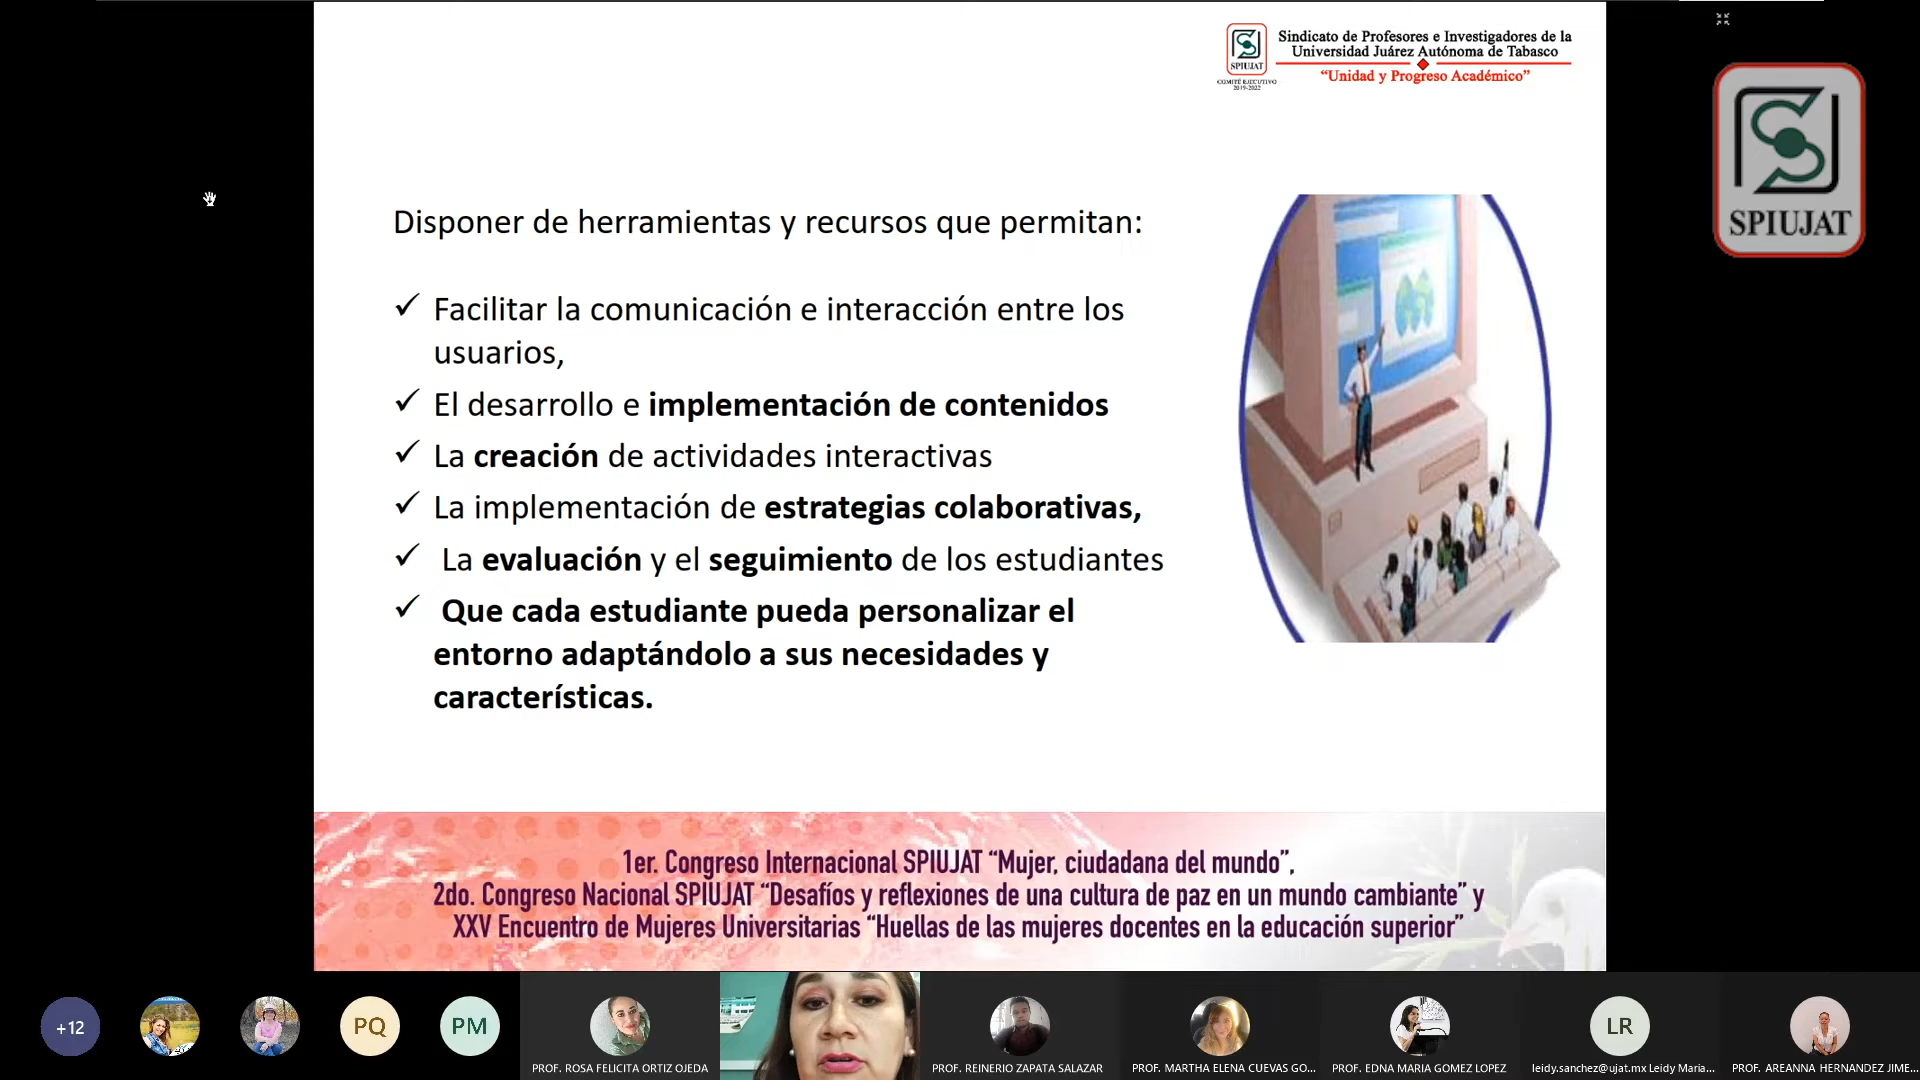 SPIUJAT
COMITÉ EJECUTIVO
2019-2022
Sindicato de Profesores e Investigadores de la
Universidad Juárez Autónoma de Tabasco
“Unidad y Progreso Académico”
SPIUJAT
Disponer de herramientas y recursos que permitan:
✓ Facilitar la comunicación e interacción entre los
usuarios,
✓ El desarrollo e implementación de contenidos
✓ La creación de actividades interactivas
✓ La implementación de estrategias colaborativas,
✓ La evaluación y el seguimiento de los estudiantes
✓ Que cada estudiante pueda personalizar el
entorno adaptándolo a sus necesidades y
características.
1er. Congreso Internacional SPIUJAT “Mujer, ciudadana del mundo”,
2do. Congreso Nacional SPIUJAT “Desafíos y reflexiones de una cultura de paz en un mundo cambiante” y
XXV Encuentro de Mujeres Universitarias “Huellas de las mujeres docentes en la educación superior”
+12
PQ
PM
LR
PROF. ROSA FELICITA ORTIZ OJEDA
PROF. REINERIO ZAPATA SALAZAR
PROF. MARTHA ELENA CUEVAS GO...
PROF. EDNA MARIA GOMEZ LOPEZ
leidy.sanchez@ujat.mx Leidy Maria...
PROF. AREANNA HERNANDEZ JIME...